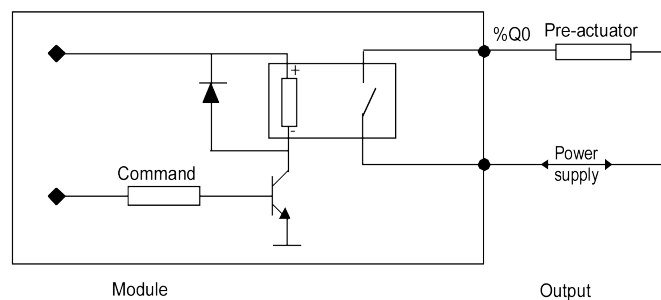 %Q0
Pre-actuator
+
-
Command
Power
supply
Module
Output